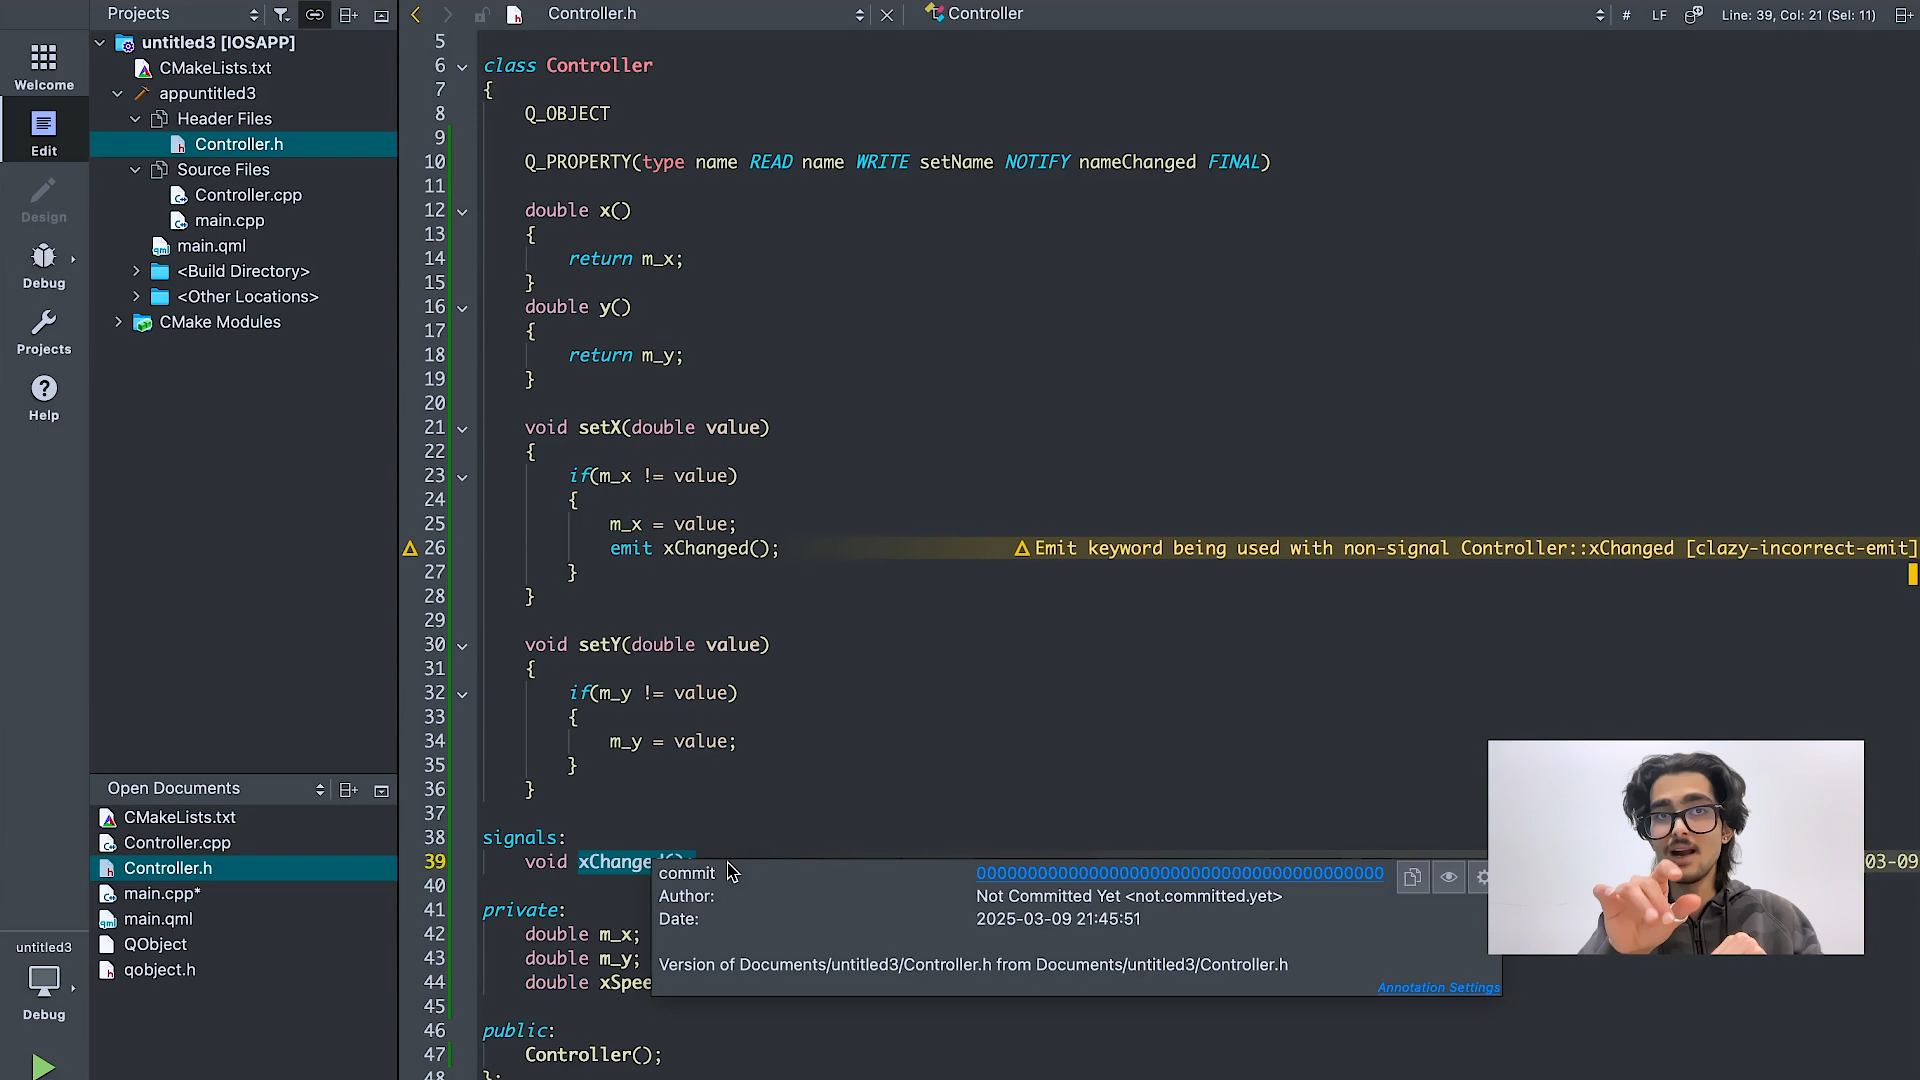 Projects
Controller.h
Controller
# LF Line: 39, Col: 21 (Sel: 11)
Welcome
Edit
Design
Debug
Projects
Help
untitled3
Debug
untitled3 [IOSAPP]
CMakeLists.txt
appuntitled3
Header Files
Controller.h
Source Files
Controller.cpp
main.cpp
main.qml
<Build Directory>
<Other Locations>
CMake Modules
Open Documents
CMakeLists.txt
Controller.cpp
Controller.h
main.cpp*
main.qml
QObject
qobject.h
5
6 class Controller
7 {
8 Q_OBJECT
9
10 Q_PROPERTY(type name READ name WRITE setName NOTIFY nameChanged FINAL)
11
12 double x()
13 {
14 return m_x;
15 }
16 double y()
17 {
18 return m_y;
19 }
20
21 void setX(double value)
22 {
23 if(m_x != value)
24 {
25 m_x = value;
26 emit xChanged(); Emit keyword being used with non-signal Controller::xChanged [clazy-incorrect-emit]
27 }
28 }
29
30 void setY(double value)
31 {
32 if(m_y != value)
33 {
34 m_y = value;
35 }
36 }
37
38 signals:
39 void xChanged(); 03-09
40
41 private:
42 double m_x;
43 double m_y;
44 double xSpee
45
46 public:
47 Controller();
48 };
commit 0000000000000000000000000000000000000000
Author: Not Committed Yet <not.committed.yet>
Date: 2025-03-09 21:45:51
Version of Documents/untitled3/Controller.h from Documents/untitled3/Controller.h
Annotation Settings